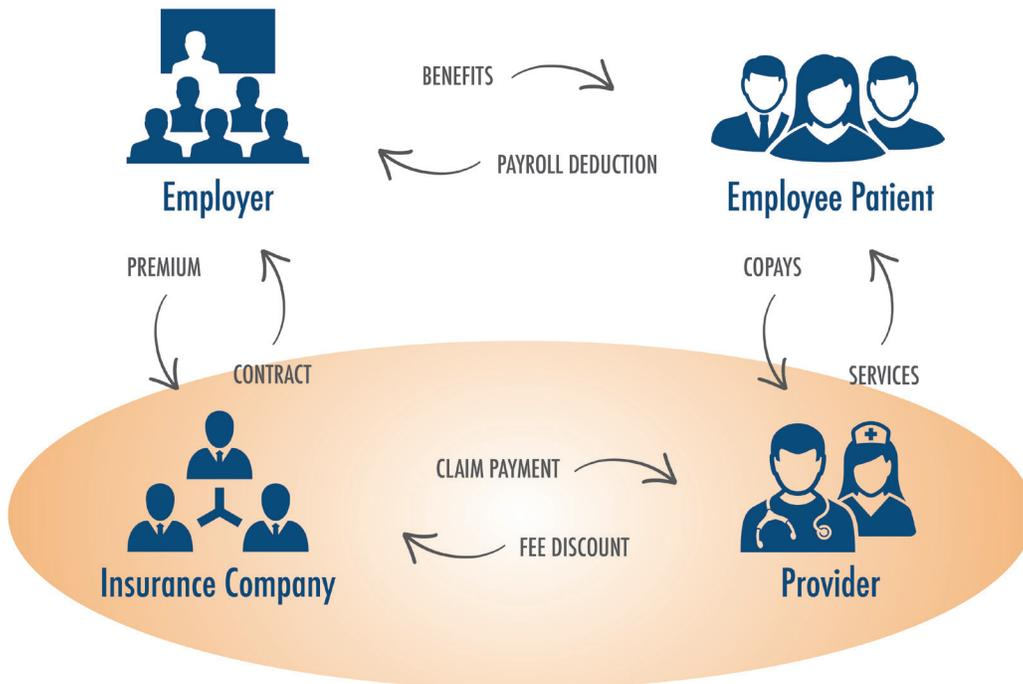 BENEFITS
PAYROLL DEDUCTION
Employer
Employee Patient
PREMIUM
COPAYS
CONTRACT
SERVICES
CLAIM PAYMENT
FEE DISCOUNT
Insurance Company
Provider